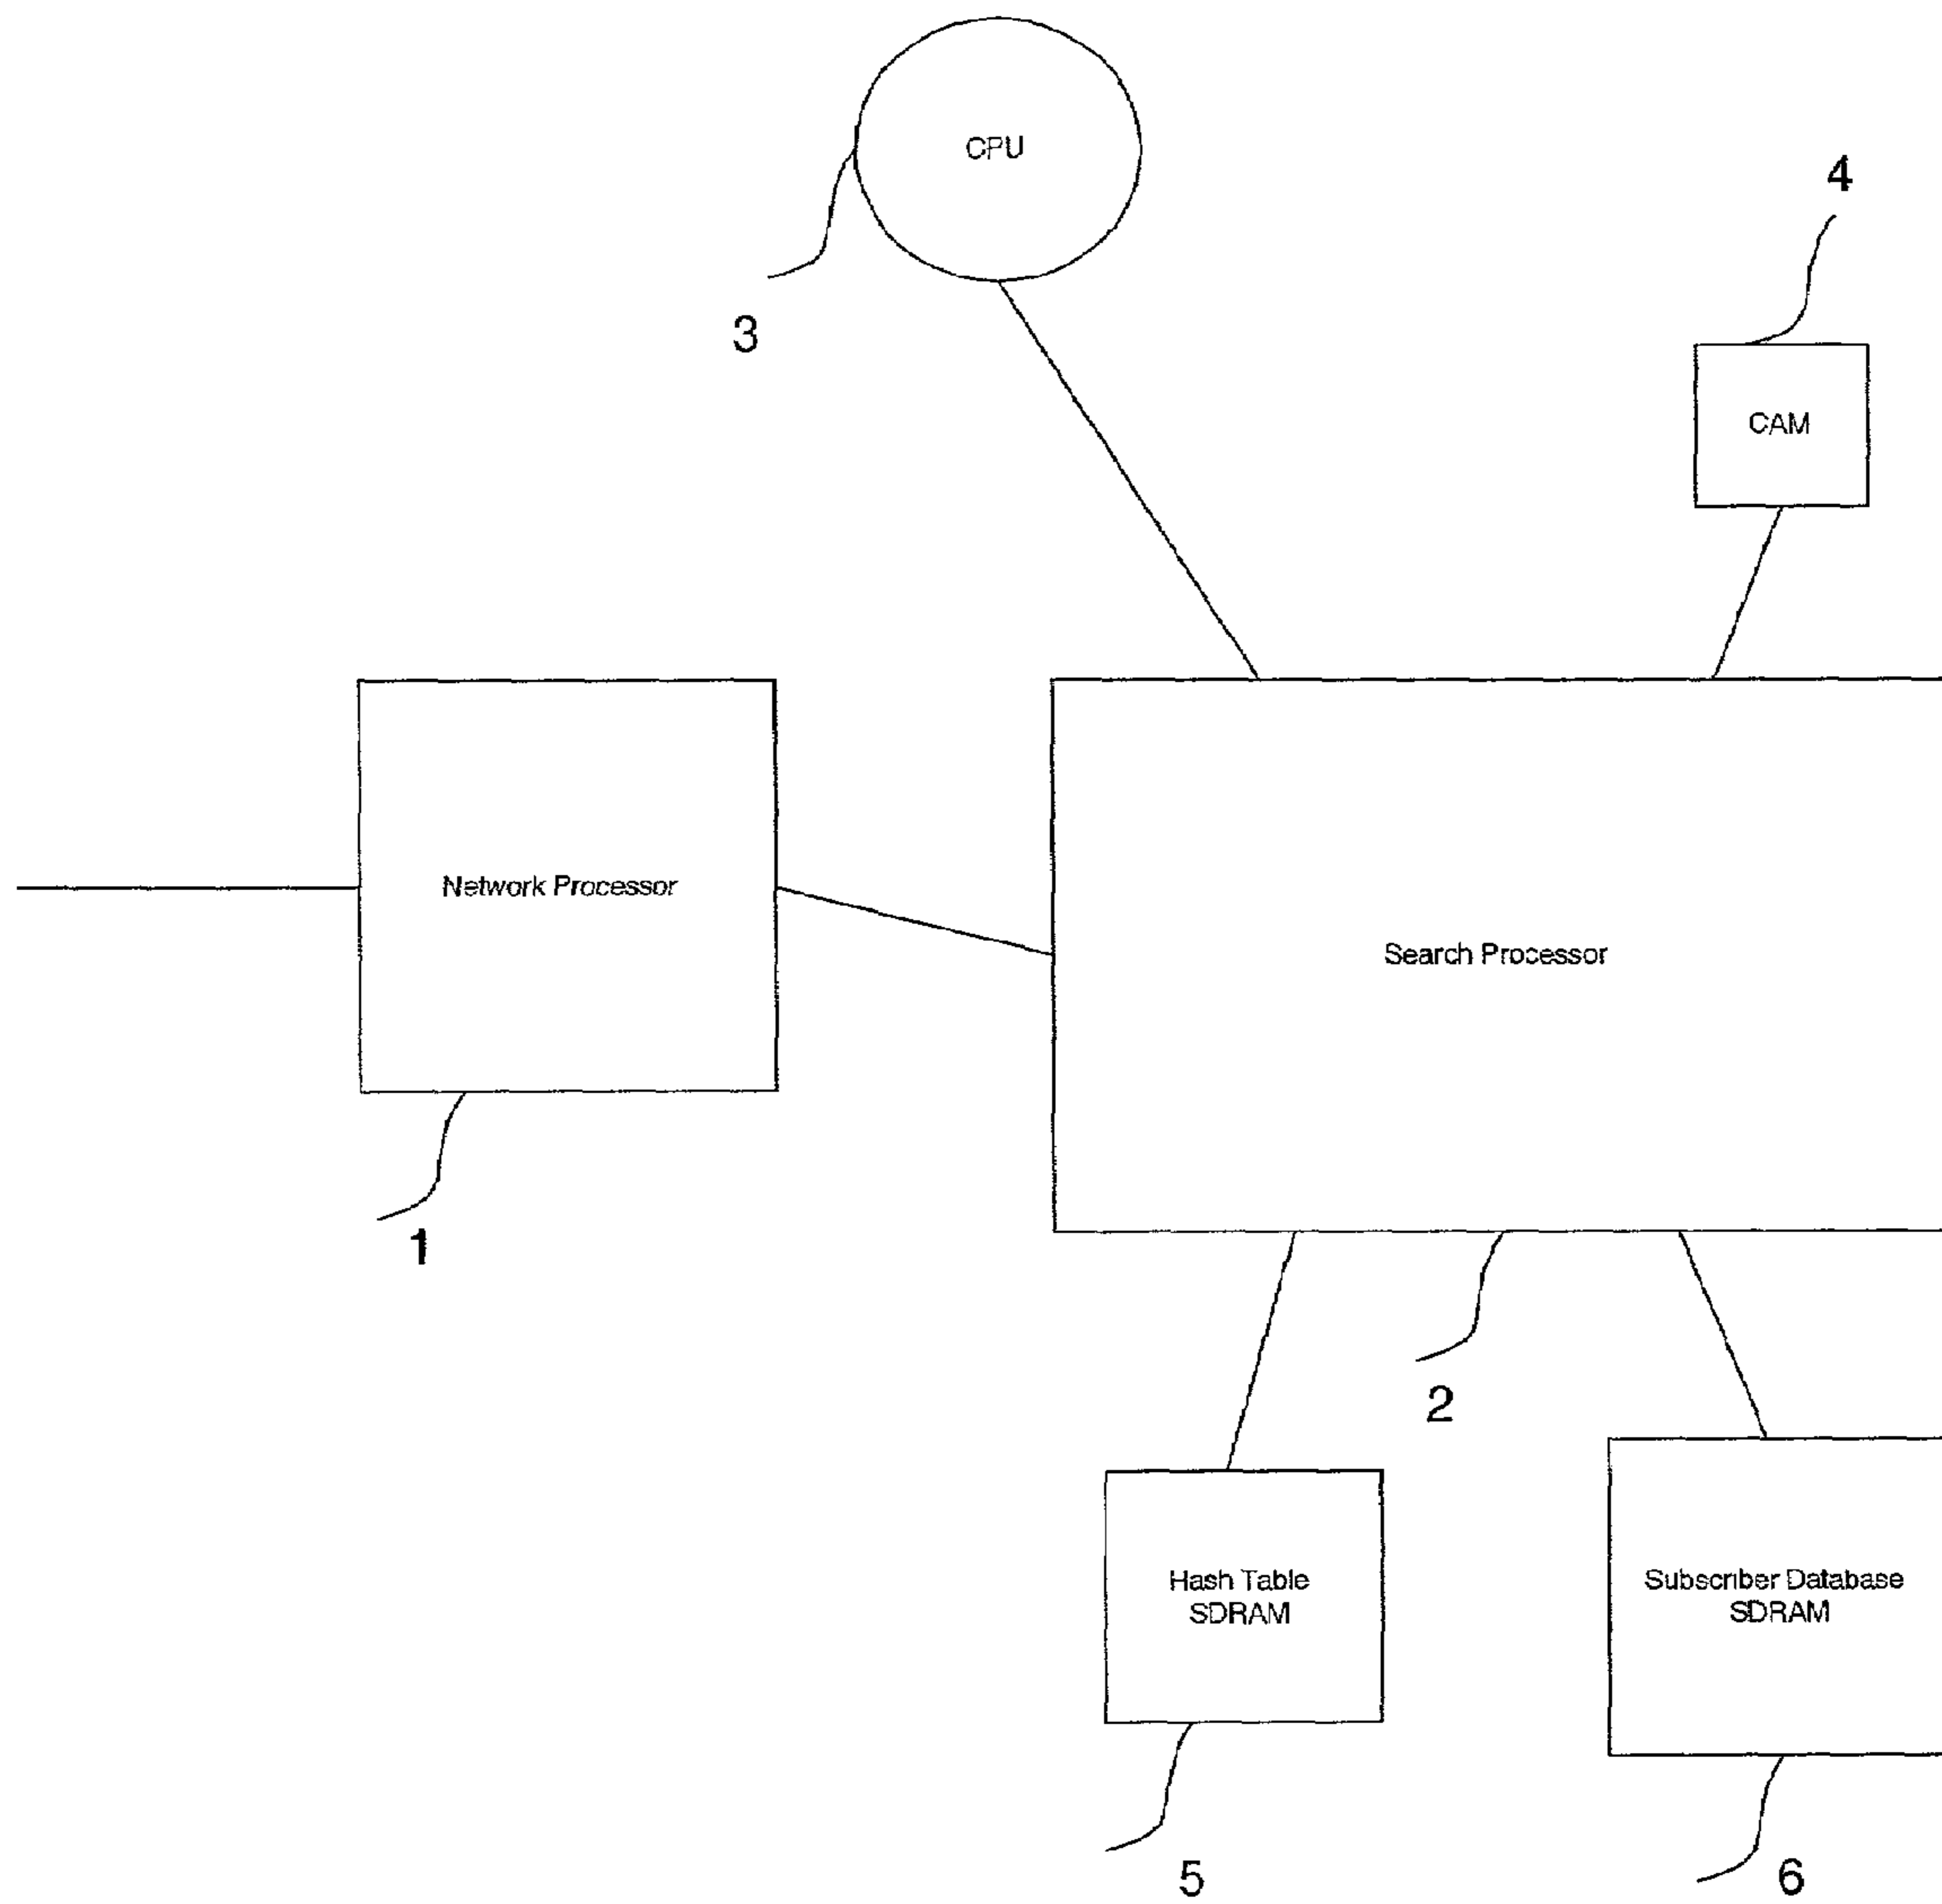 CPU
4
3
CAM
Network Processor
Search Processor
1
2
Hash Table
SDRAM
Subscriber Database
SDRAM
5
6